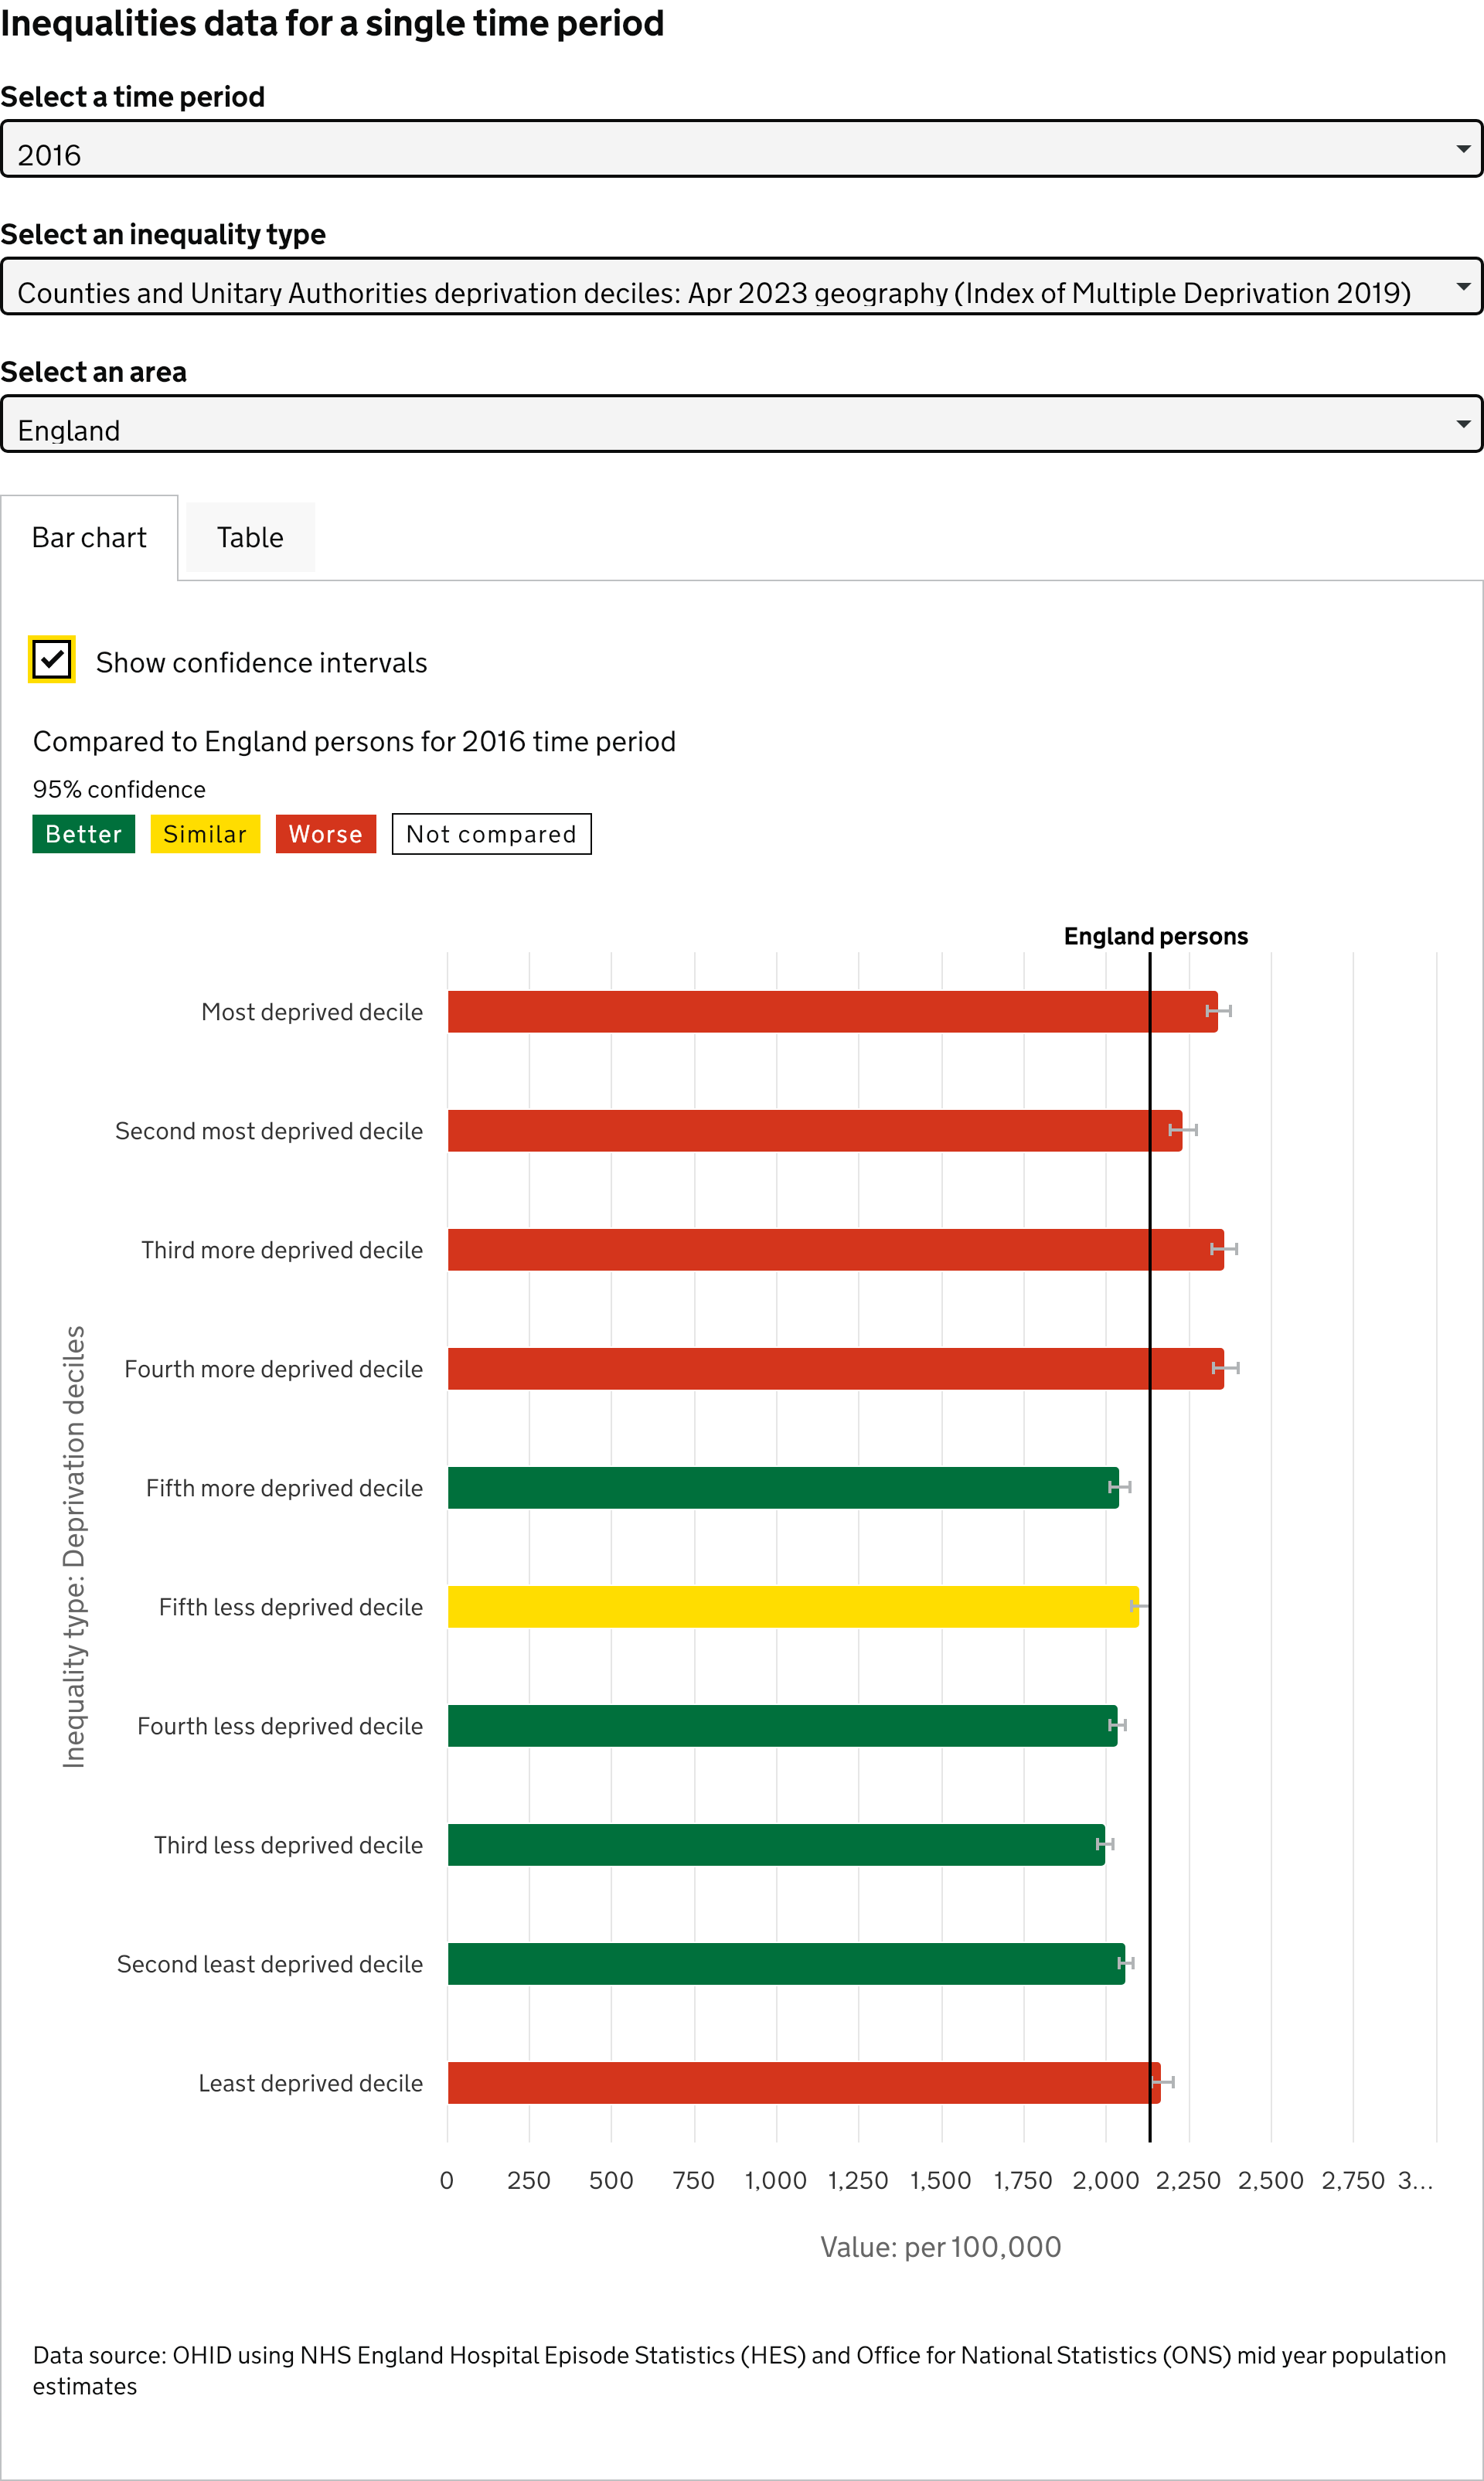 Inequalities data for a single time period
Select a time period
2016
Select an inequality type
Counties and Unitary Authorities deprivation deciles: Apr 2023 geography (Index of Multiple Deprivation 2019)
Select an area
England
Bar chart
Table
Show confidence intervals
Compared to England persons for 2016 time period
95% confidence
Better Similar Worse Not compared
England persons
Inequality type: Deprivation deciles
Most deprived decile
Second most deprived decile
Third more deprived decile
Fourth more deprived decile
Fifth more deprived decile
Fifth less deprived decile
Fourth less deprived decile
Third less deprived decile
Second least deprived decile
Least deprived decile
0 250 500 750 1,000 1,250 1,500 1,750 2,000 2,250 2,500 2,750 3...
Value: per 100,000
Data source: OHID using NHS England Hospital Episode Statistics (HES) and Office for National Statistics (ONS) mid year population
estimates